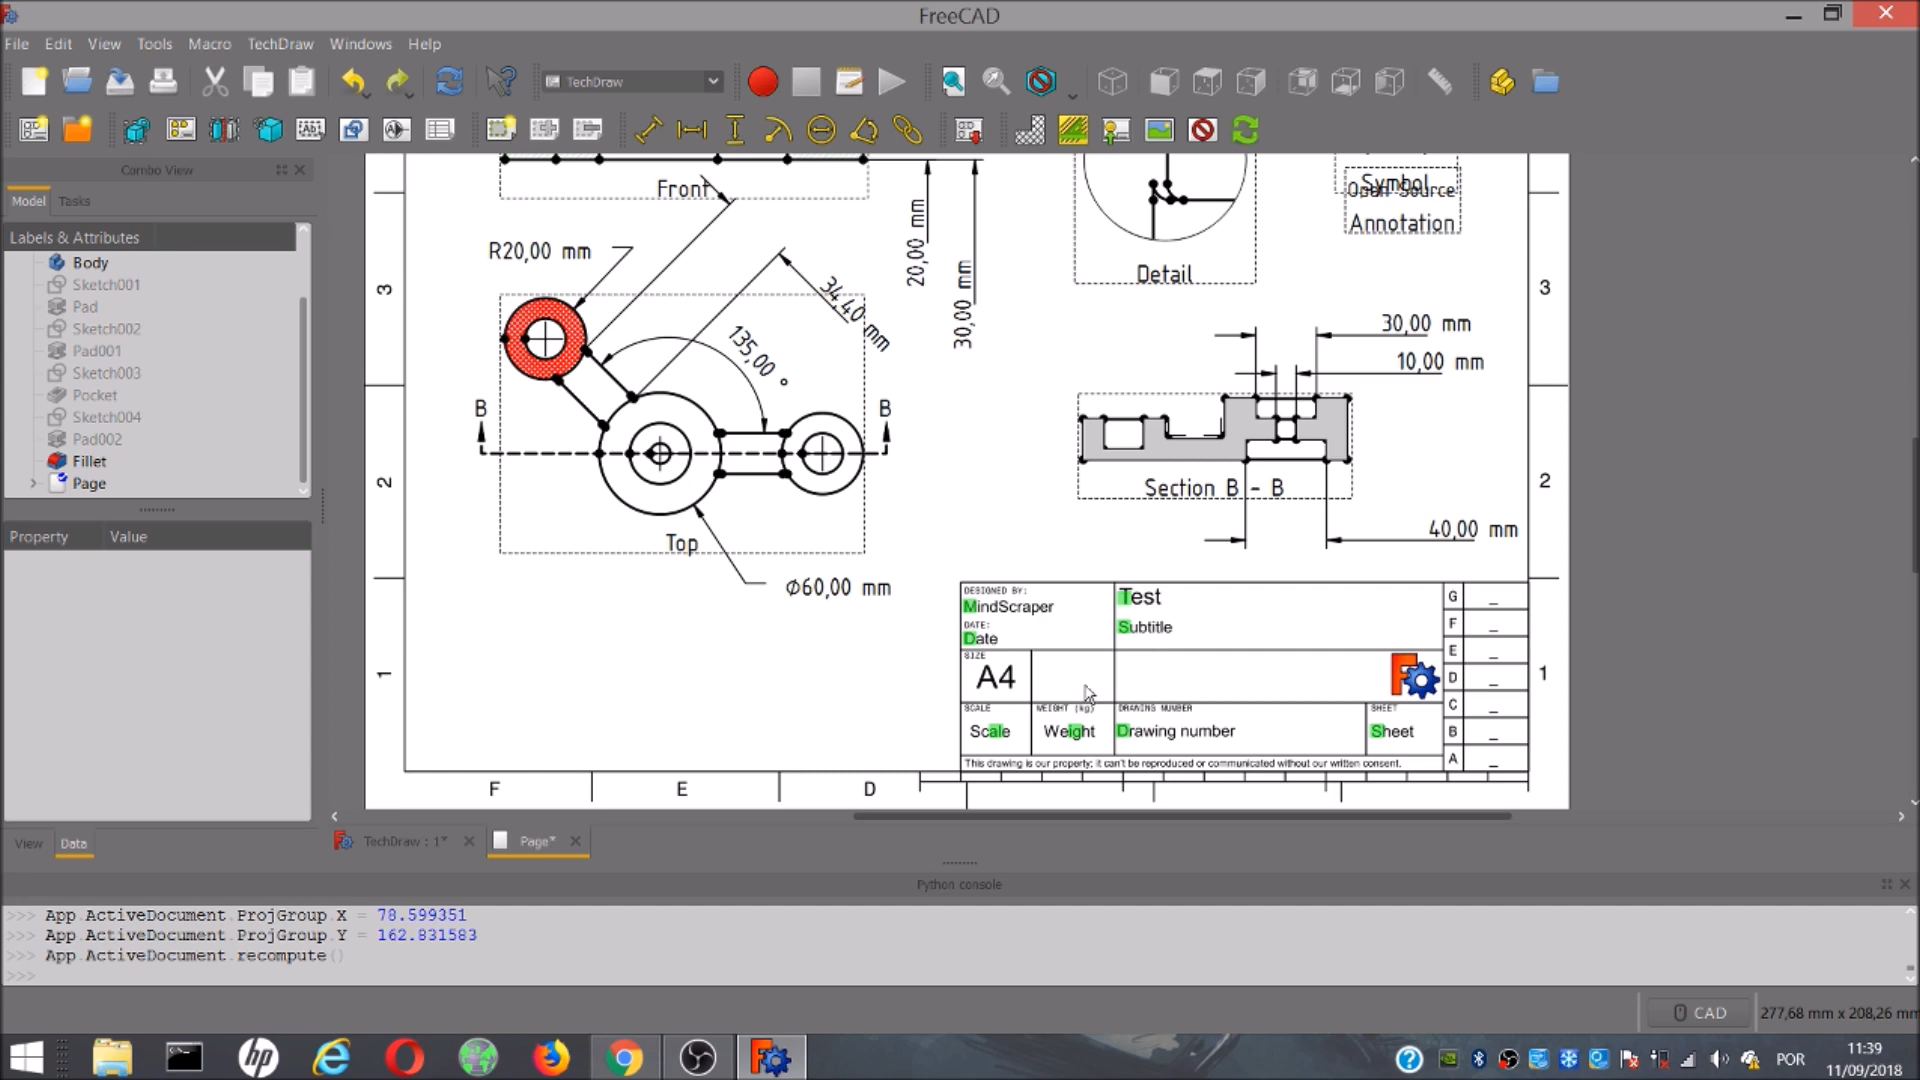 FreeCAD
File Edit View Tools Macro TechDraw Windows Help
TechDraw
Combo View
Model Tasks
Labels & Attributes
Body
Sketch001
Pad
Sketch002
Pad001
Sketch003
Pocket
Sketch004
Pad002
Fillet
Page
Property Value
View Data
Front
R20,00 mm
34,40 mm
135,00 °
20,00 mm
30,00 mm
B B
Top
Ø60,00 mm
Detail
Symbol
Open Source
Annotation
30,00 mm
10,00 mm
Section B - B
40,00 mm
3
2
1
3
2
1
F E D
DESIGNED BY:
MindScraper
DATE:
Date
Test
Subtitle
SIZE
A4
SCALE
Scale
WEIGHT (kg)
Weight
DRAWING NUMBER
Drawing number
SHEET
Sheet
This drawing is our property; it can't be reproduced or communicated without our written consent.
G _
F _
E _
D _
C _
B _
A _
TechDraw : 1*
Page*
Python console
>>> App.ActiveDocument.ProjGroup.X = 78.599351
>>> App.ActiveDocument.ProjGroup.Y = 162.831583
>>> App.ActiveDocument.recompute()
>>>
CAD
277,68 mm x 208,26 mm
hp
POR
11:39
11/09/2018